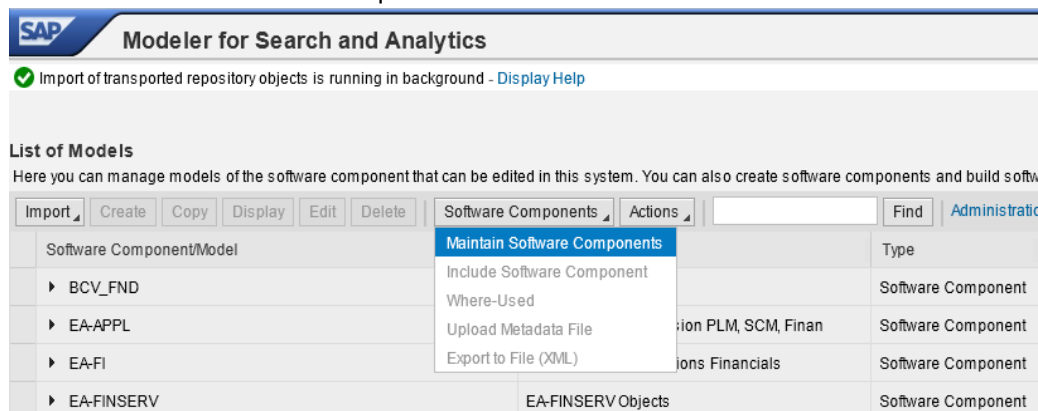 SAP
Modeler for Search and Analytics
Import of transported repository objects is running in background - Display Help
List of Models
Here you can manage models of the software component that can be edited in this system. You can also create software components and build softw
Import Create Copy Display Edit Delete Software Components Actions Find Administratio
Software Component/Model Maintain Software Components Type
Include Software Component
BCV_FND Software Component
Where-Used
EA-APPL Upload Metadata File sion PLM, SCM, Finan Software Component
Export to File (XML)
EA-FI ions Financials Software Component
EA-FINSERV EA-FINSERV Objects Software Component